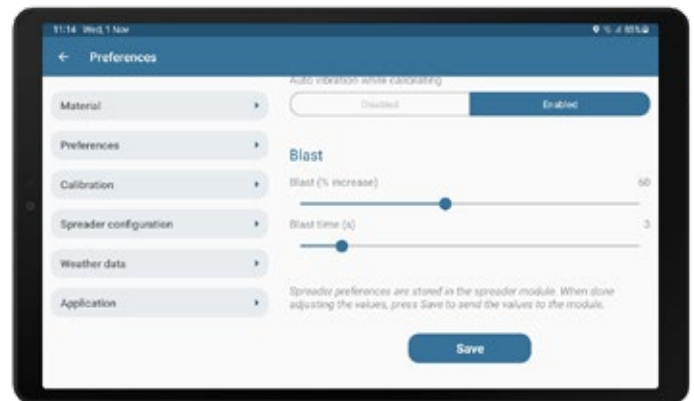 11:14 Wed, 1 Nov
85%
← Preferences
Material
Preferences
Calibration
Spreader configuration
Weather data
Application
Auto vibration while calibrating
Disabled
Enabled
Blast
Blast (% increase) 60
Blast time (s) 3
Spreader preferences are stored in the spreader module. When done
adjusting the values, press Save to send the values to the module.
Save